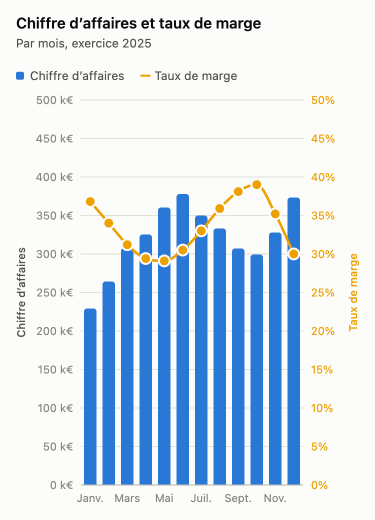 Chiffre d’affaires et taux de marge
Par mois, exercice 2025
Chiffre d’affaires
Taux de marge
500 k€
50%
450 k€
45%
400 k€
40%
350 k€
35%
300 k€
30%
250 k€
25%
200 k€
20%
150 k€
15%
100 k€
10%
50 k€
5%
0 k€
0%
Chiffre d’affaires
Taux de marge
Janv.
Mars
Mai
Juil.
Sept.
Nov.